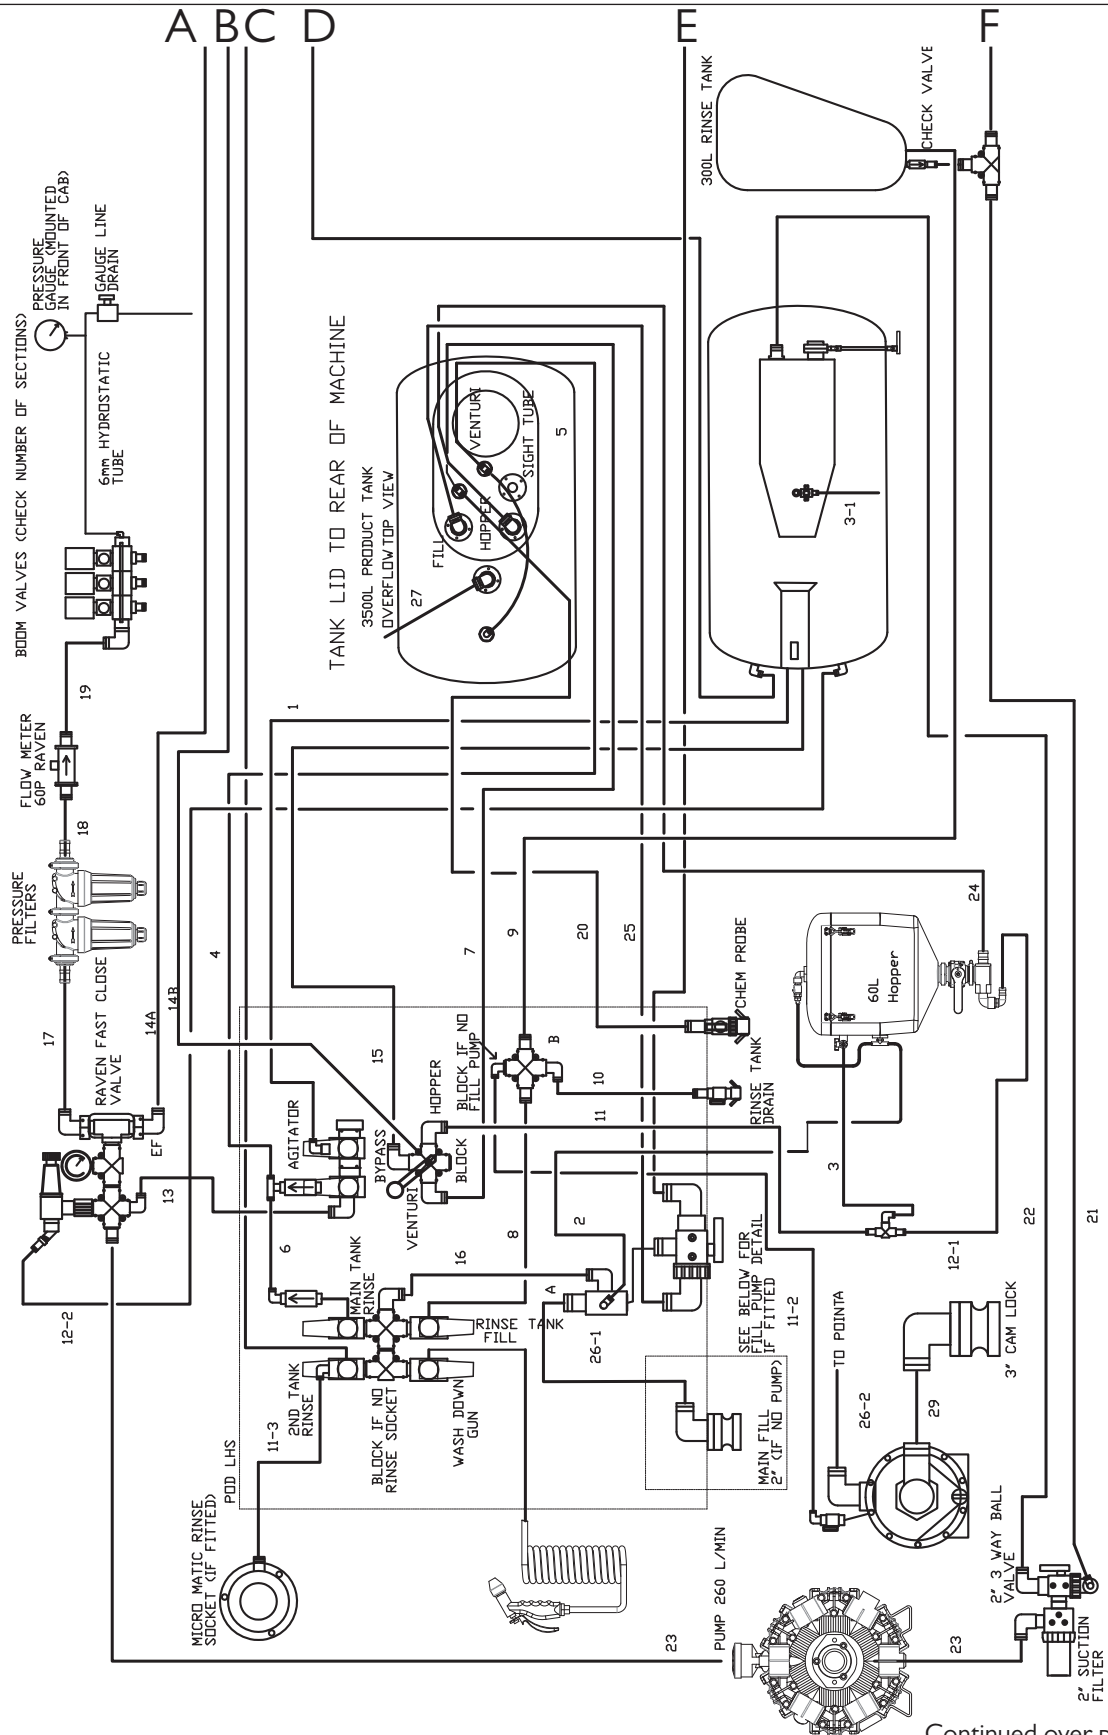 A
B
C
D
E
F
PRESSURE
GAUGE (MOUNTED
IN FRONT OF CAB)
GAUGE LINE
DRAIN
BOOM VALVES (CHECK NUMBER OF SECTIONS)
6mm HYDROSTATIC
TUBE
19
FLOW METER
60P RAVEN
18
PRESSURE
FILTERS
17
RAVEN FAST CLOSE
VALVE
14A
14B
EF
13
12-2
4
1
TANK LID TO REAR OF MACHINE
3500L PRODUCT TANK
OVERFLOW TOP VIEW
27
FILL
HOPPER
VENTURI
SIGHT TUBE
5
300L RINSE TANK
CHECK VALVE
3-1
7
9
20
25
24
15
AGITATOR
BYPASS
HOPPER
BLOCK
VENTURI
BLOCK IF NO
FILL PUMP
B
10
11
CHEM PROBE
RINSE TANK
DRAIN
60L
Hopper
3
22
21
12-1
6
16
8
2
A
MAIN TANK
RINSE
RINSE TANK
FILL
26-1
SEE BELOW FOR
FILL PUMP DETAIL
IF FITTED
11-2
TO POINTA
3" CAM LOCK
2ND TANK
RINSE
11-3
BLOCK IF NO
RINSE SOCKET
WASH DOWN
GUN
MAIN FILL
2" (IF NO PUMP)
26-2
29
POD LHS
MICRO MATIC RINSE
SOCKET (IF FITTED)
23
PUMP 260 L/MIN
23
2" 3 WAY BALL
VALVE
2" SUCTION
FILTER
Continued over